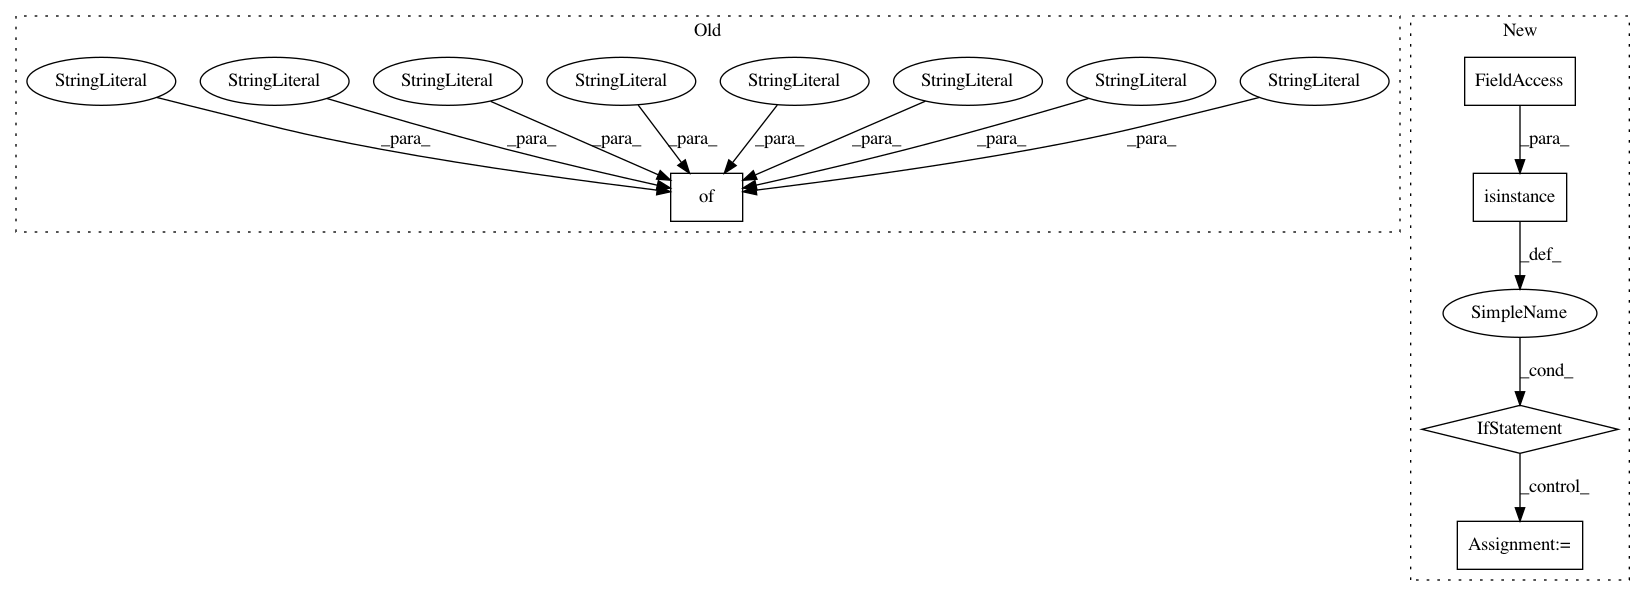 Old
New
StringLiteral StringLiteral StringLiteral StringLiteral StringLiteral StringLiteral StringLiteral StringLiteral
FieldAccess
_para_ _para_ _para_ _para_ _para_ _para_ _para_ _para_
_para_
of
isinstance
_def_
SimpleName
_cond_
IfStatement
_control_
Assignment:=